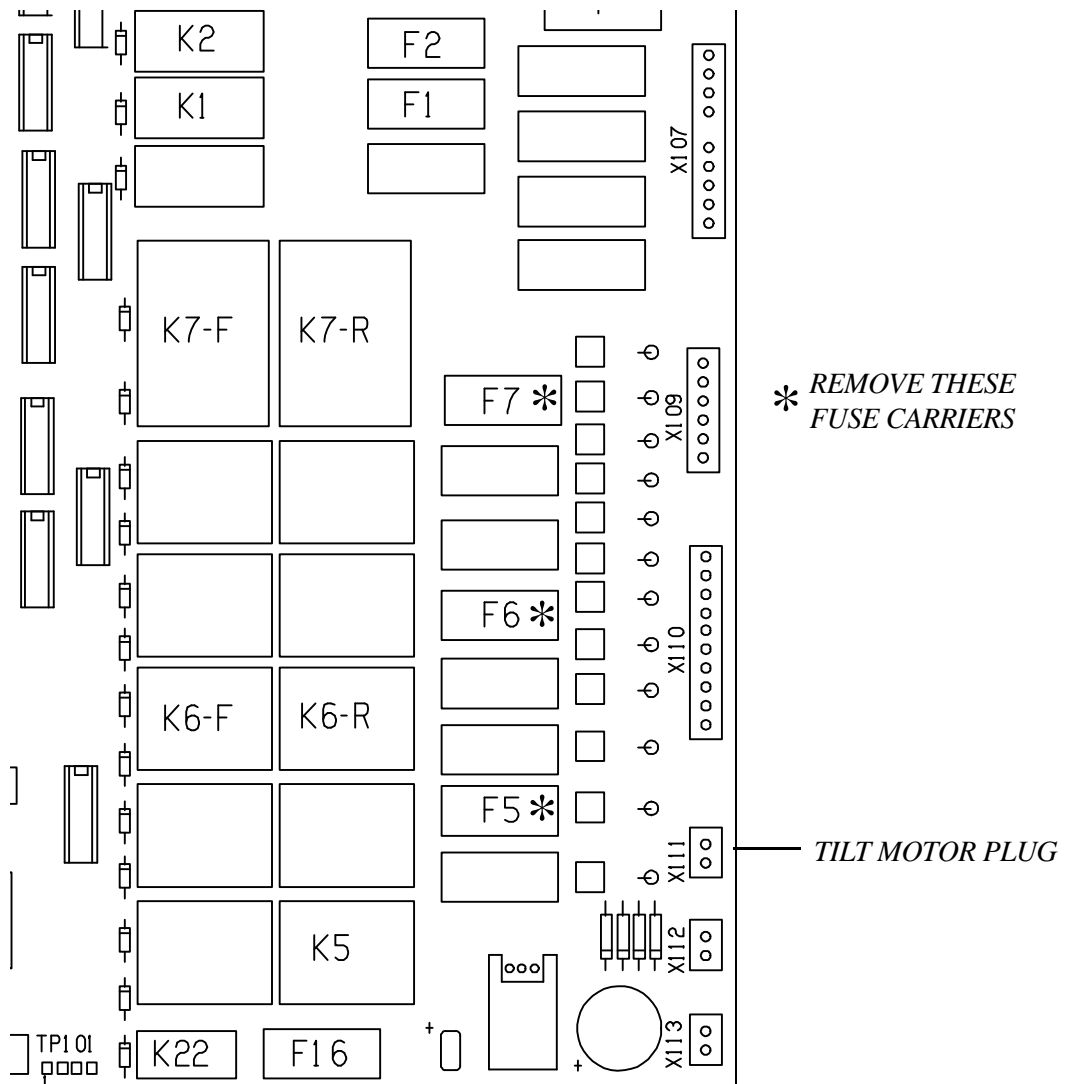 K2
F2
K1
F1
X107
K7-F
K7-R
F7 *
X109
* REMOVE THESE
FUSE CARRIERS
F6 *
X110
K6-F
K6-R
F5 *
X111
TILT MOTOR PLUG
K5
X112
+
TP101
K22
F16
+
X113
1